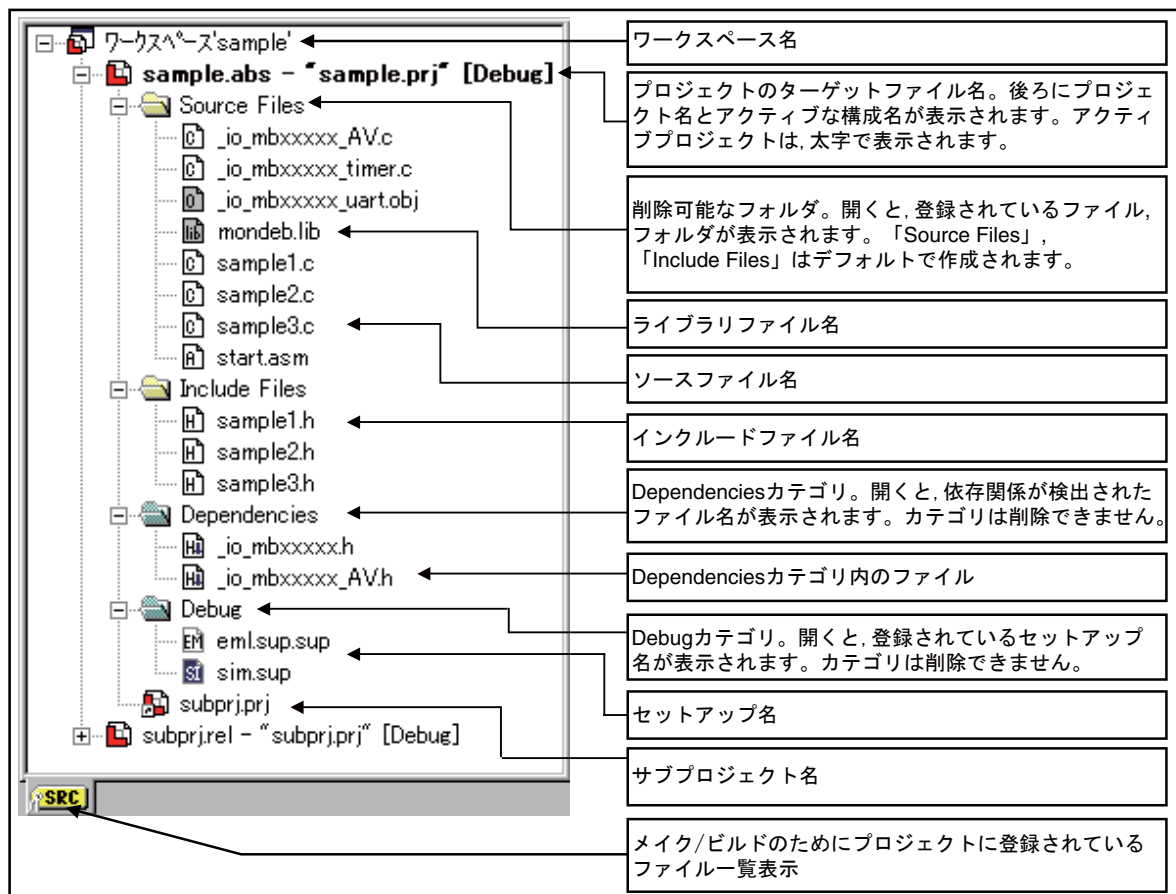 ワークスペース'sample'
sample.abs - "sample.prj" [Debug]
Source Files
_io_mbxxxxx_AV.c
_io_mbxxxxx_timer.c
_io_mbxxxxx_uart.obj
mondeb.lib
sample1.c
sample2.c
sample3.c
start.asm
Include Files
sample1.h
sample2.h
sample3.h
Dependencies
_io_mbxxxxx.h
_io_mbxxxxx_AV.h
Debug
eml.sup.sup
sim.sup
subprj.prj
subprj.rel - "subprj.prj" [Debug]
SRC
ワークスペース名
プロジェクトのターゲットファイル名。後ろにプロジェ
クト名とアクティブな構成名が表示されます。アクティ
ブプロジェクトは,太字で表示されます。
削除可能なフォルダ。開くと,登録されているファイル,
フォルダが表示されます。「Source Files」,
「Include Files」はデフォルトで作成されます。
ライブラリファイル名
ソースファイル名
インクルードファイル名
Dependenciesカテゴリ。開くと,依存関係が検出された
ファイル名が表示されます。カテゴリは削除できません。
Dependenciesカテゴリ内のファイル
Debugカテゴリ。開くと,登録されているセットアップ
名が表示されます。カテゴリは削除できません。
セットアップ名
サブプロジェクト名
メイク/ビルドのためにプロジェクトに登録されている
ファイル一覧表示